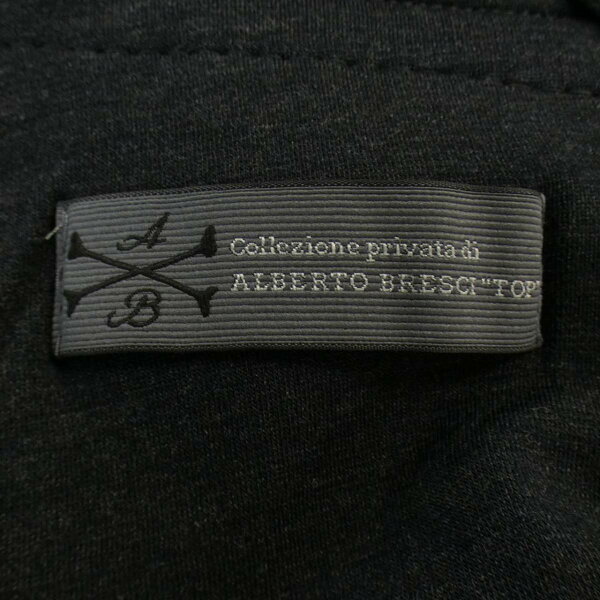 A
B
Collezione privata di
ALBERTO BRESCI "TOP"